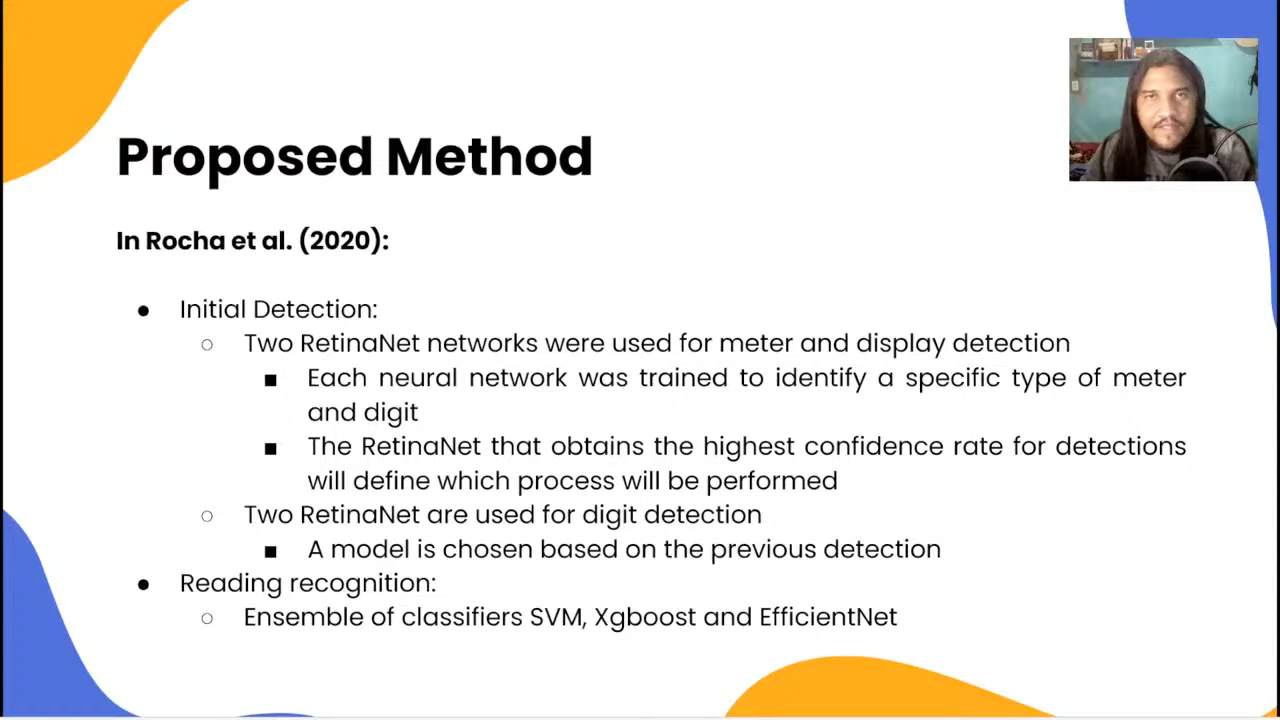 Proposed Method
In Rocha et al. (2020):
● Initial Detection:
○ Two RetinaNet networks were used for meter and display detection
■ Each neural network was trained to identify a specific type of meter
and digit
■ The RetinaNet that obtains the highest confidence rate for detections
will define which process will be performed
○ Two RetinaNet are used for digit detection
■ A model is chosen based on the previous detection
● Reading recognition:
○ Ensemble of classifiers SVM, Xgboost and EfficientNet